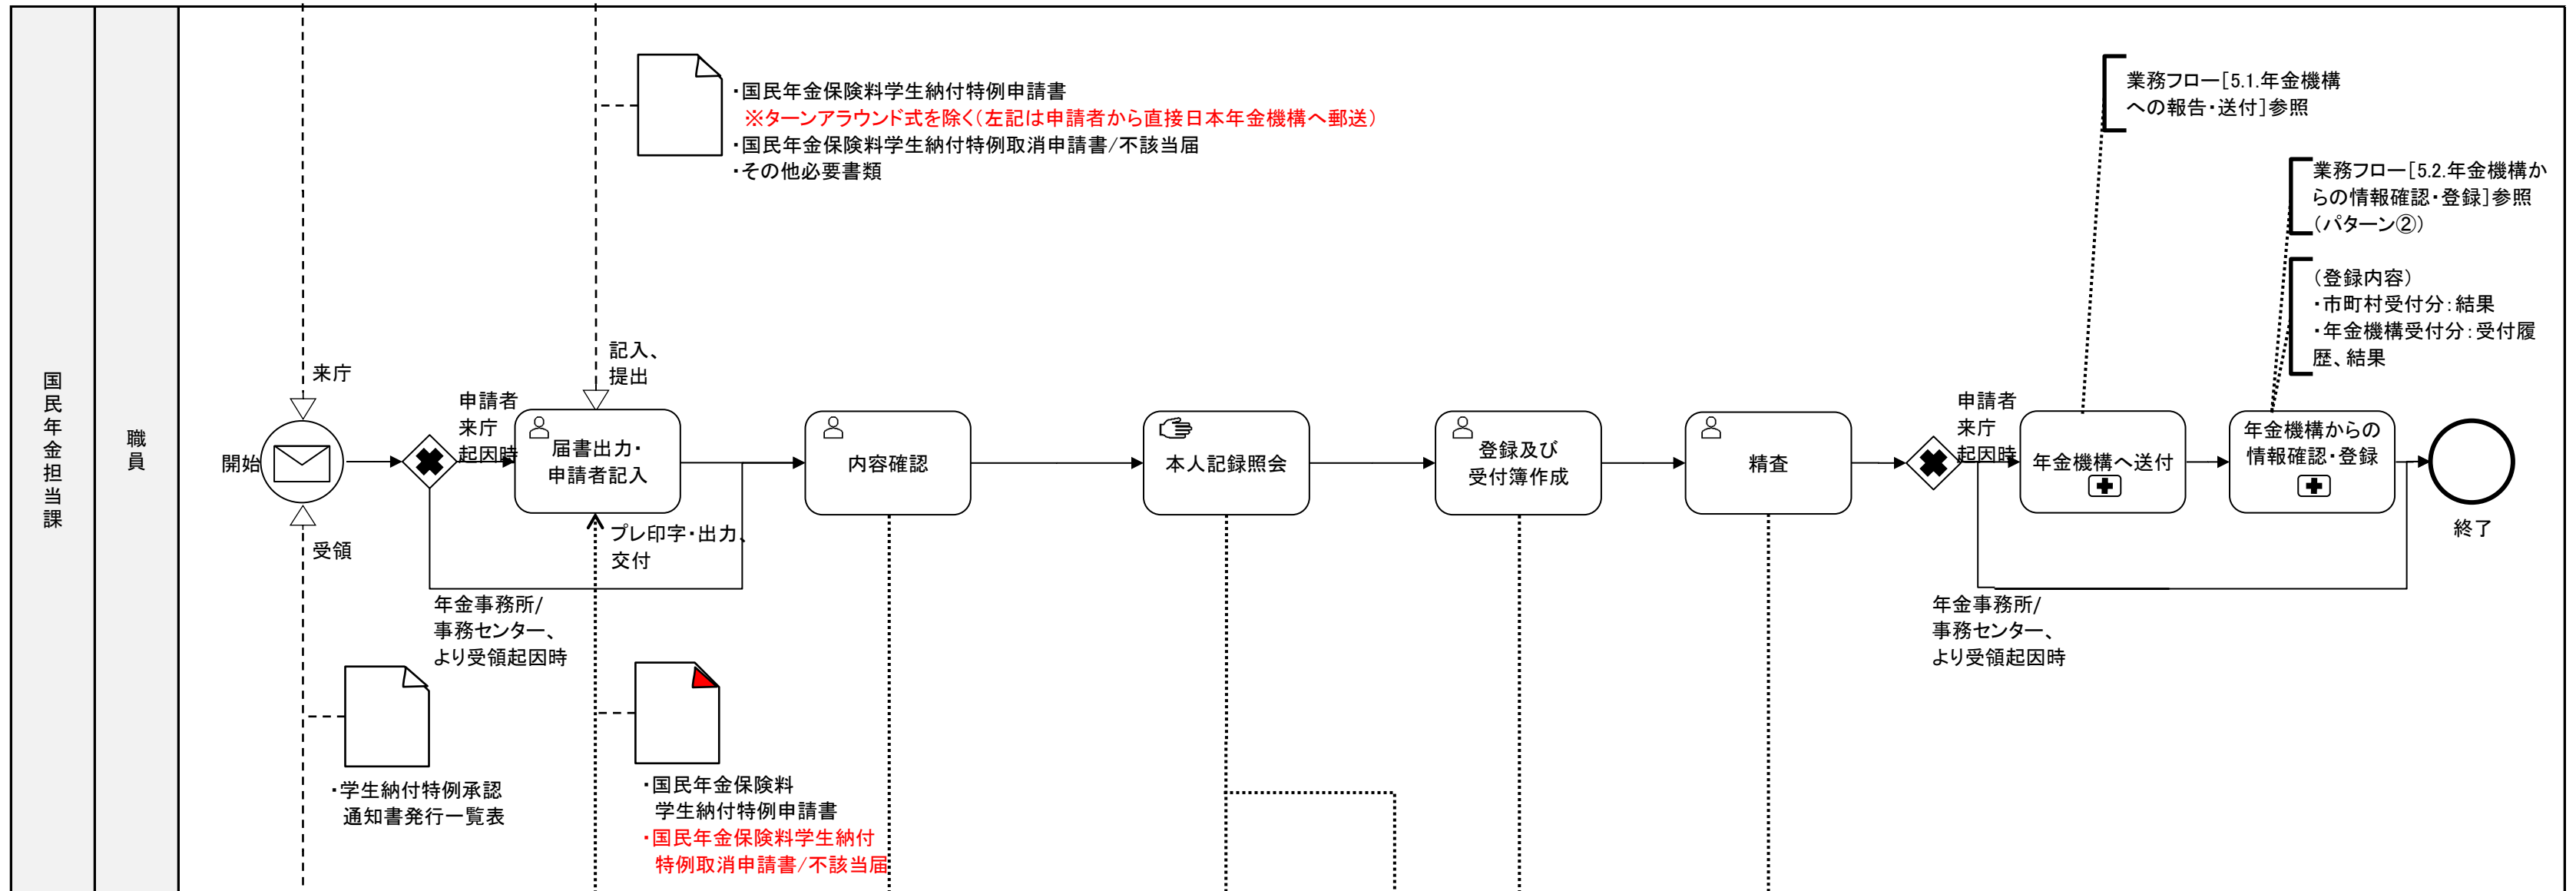 国民年金担当課
職員
・国民年金保険料学生納付特例申請書
※ターンアラウンド式を除く（左記は申請者から直接日本年金機構へ郵送）
・国民年金保険料学生納付特例取消申請書/不該当届
・その他必要書類
業務フロー[5.1.年金機構
への報告・送付]参照
業務フロー[5.2.年金機構か
らの情報確認・登録]参照
（パターン②）
（登録内容）
・市町村受付分：結果
・年金機構受付分：受付履
歴、結果
来庁
開始
受領
申請者
来庁
起因時
記入、
提出
届書出力・
申請者記入
プレ印字・出力、
交付
年金事務所/
事務センター、
より受領起因時
内容確認
本人記録照会
登録及び
受付簿作成
精査
申請者
来庁
起因時
年金機構へ送付
年金機構からの
情報確認・登録
終了
年金事務所/
事務センター、
より受領起因時
・学生納付特例承認
通知書発行一覧表
・国民年金保険料
学生納付特例申請書
・国民年金保険料学生納付
特例取消申請書/不該当届